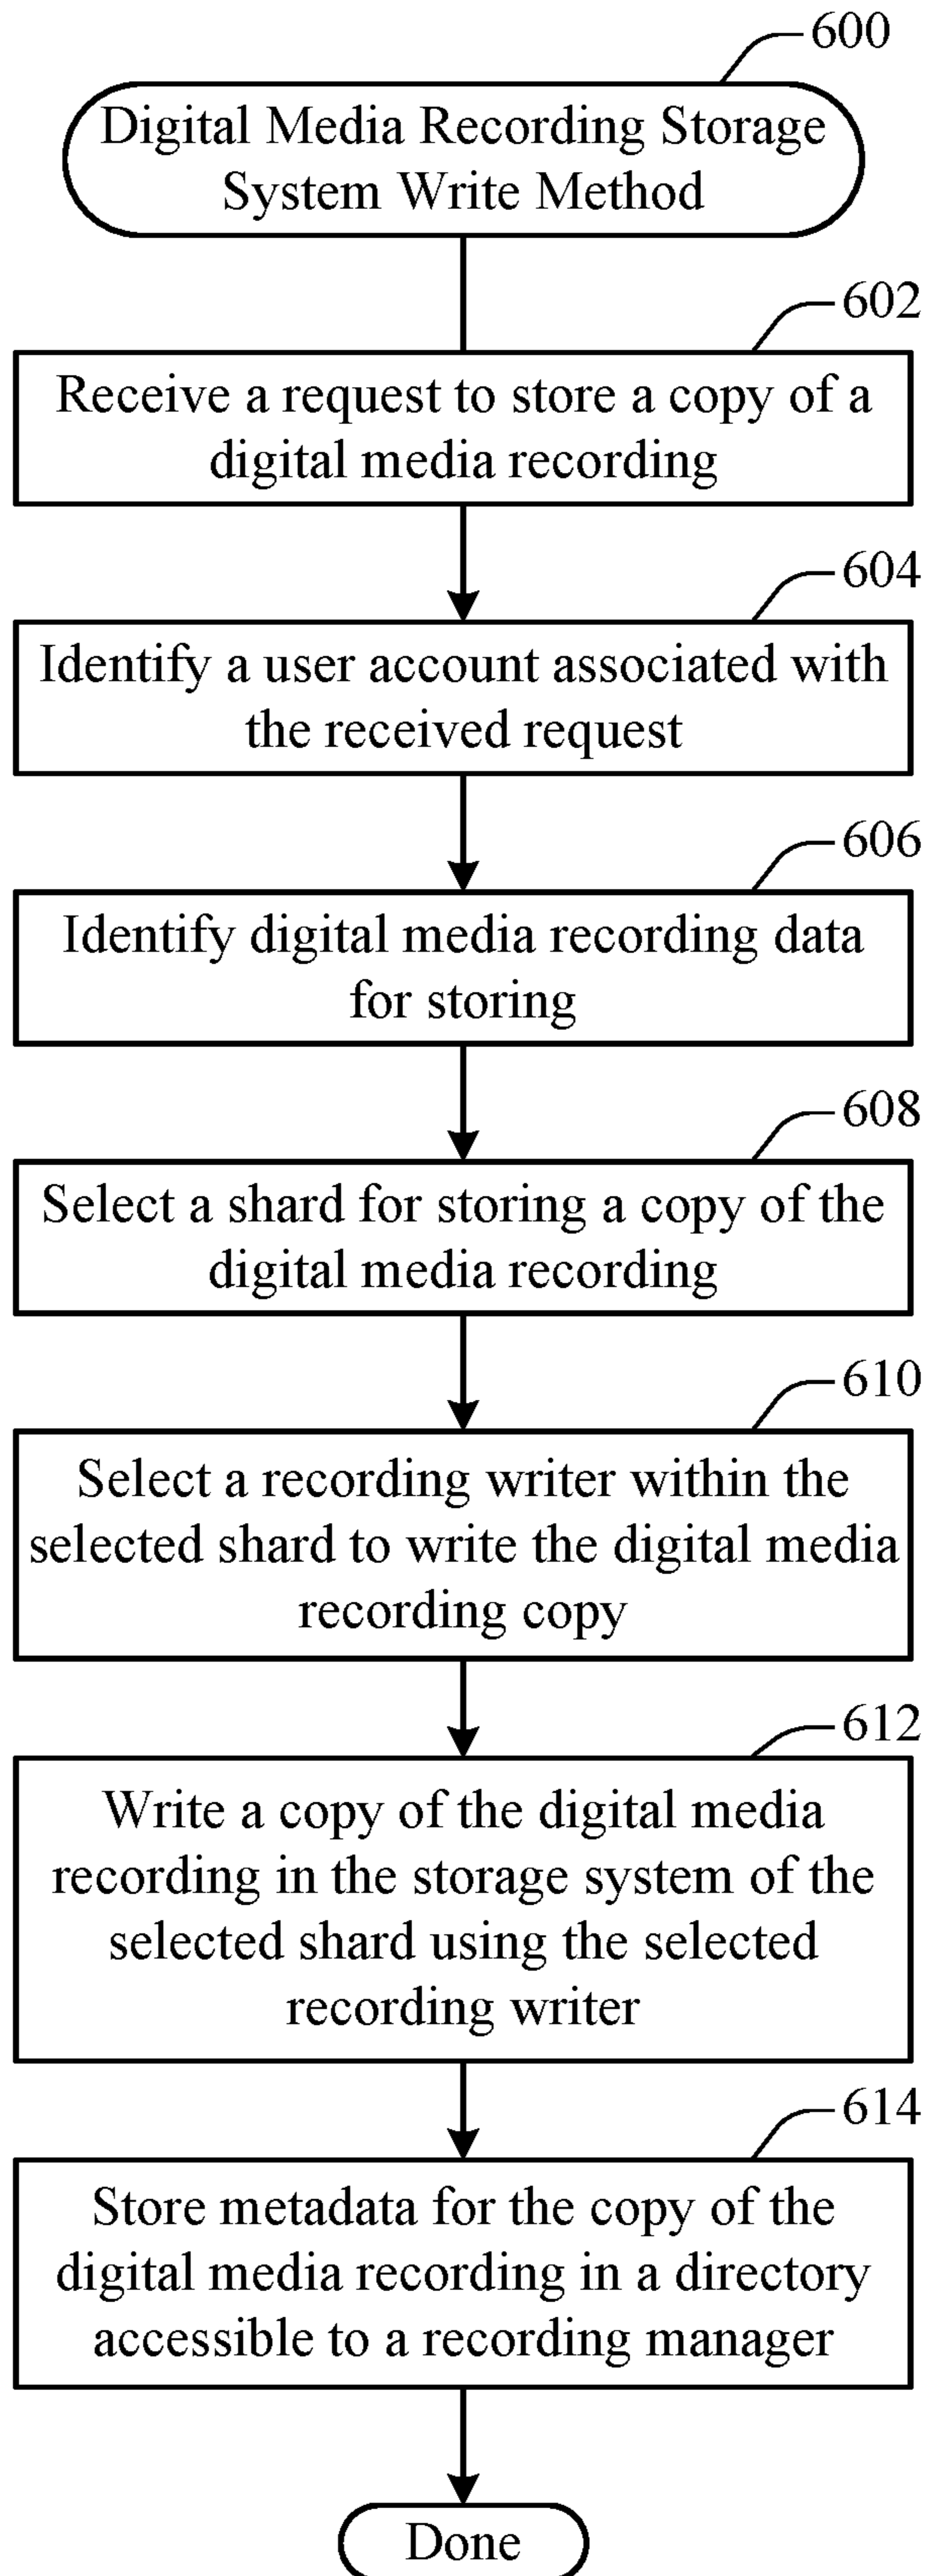 600
Digital Media Recording Storage
System Write Method
602
Receive a request to store a copy of a
digital media recording
604
Identify a user account associated with
the received request
606
Identify digital media recording data
for storing
608
Select a shard for storing a copy of the
digital media recording
610
Select a recording writer within the
selected shard to write the digital media
recording copy
612
Write a copy of the digital media
recording in the storage system of the
selected shard using the selected
recording writer
614
Store metadata for the copy of the
digital media recording in a directory
accessible to a recording manager
Done